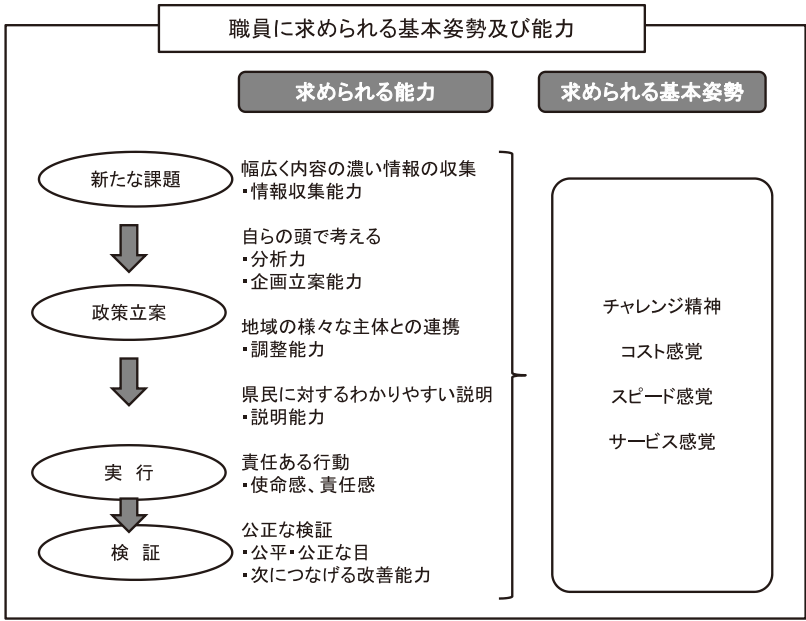 職員に求められる基本姿勢及び能力
求められる能力
求められる基本姿勢
新たな課題
幅広く内容の濃い情報の収集
・情報収集能力
自らの頭で考える
・分析力
・企画立案能力
政策立案
地域の様々な主体との連携
・調整能力
県民に対するわかりやすい説明
・説明能力
実 行
責任ある行動
・使命感、責任感
検 証
公正な検証
・公平・公正な目
・次につなげる改善能力
チャレンジ精神
コスト感覚
スピード感覚
サービス感覚